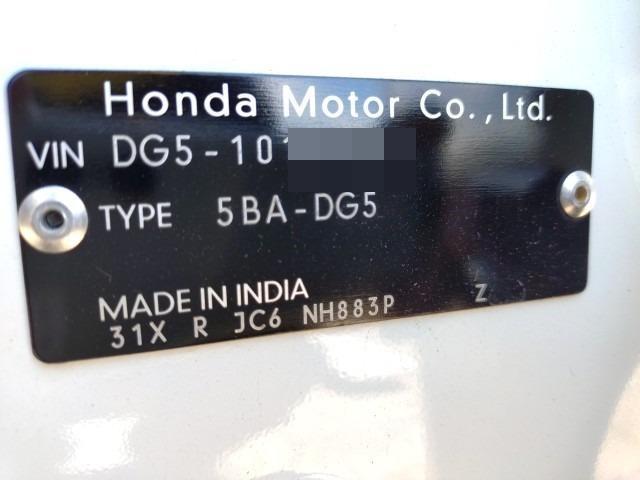 Honda Motor Co., Ltd.
VIN DG5-101
TYPE 5BA-DG5
MADE IN INDIA
31X R JC6 NH883P Z